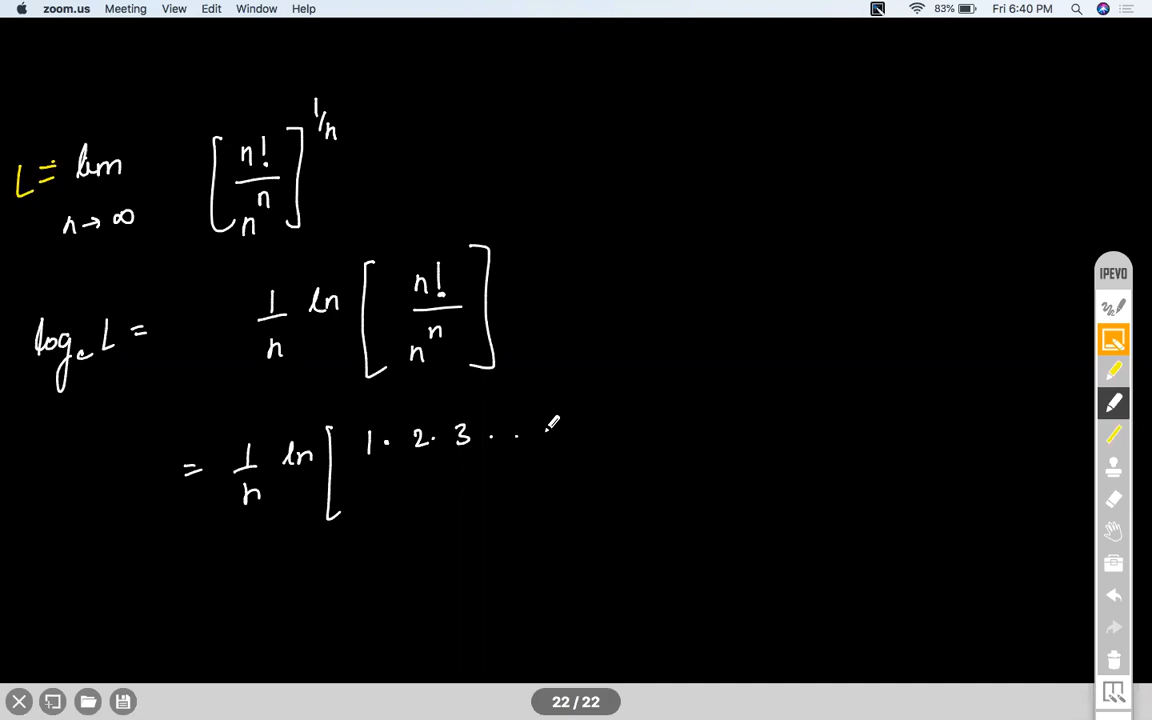 zoom.us Meeting View Edit Window Help 83% Fri 6:40 PM
L = lim n→∞ [n!/n^n]^1/n
IPEVO
log_e L = 1/n ln [n!/n^n]
= 1/n ln [1. 2. 3 . . .
22 / 22